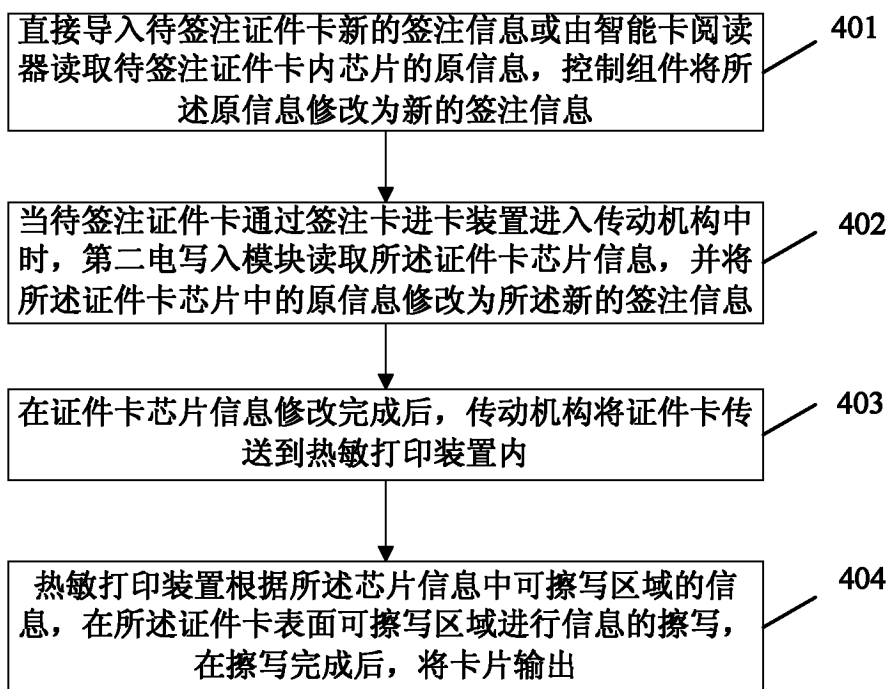 直接导入待签注证件卡新的签注信息或由智能卡阅读
器读取待签注证件卡内芯片的原信息，控制组件将所
述原信息修改为新的签注信息
401
当待签注证件卡通过签注卡进卡装置进入传动机构中
时，第二电写入模块读取所述证件卡芯片信息，并将
所述证件卡芯片中的原信息修改为所述新的签注信息
402
在证件卡芯片信息修改完成后，传动机构将证件卡传
送到热敏打印装置内
403
热敏打印装置根据所述芯片信息中可擦写区域的信
息，在所述证件卡表面可擦写区域进行信息的擦写，
在擦写完成后，将卡片输出
404